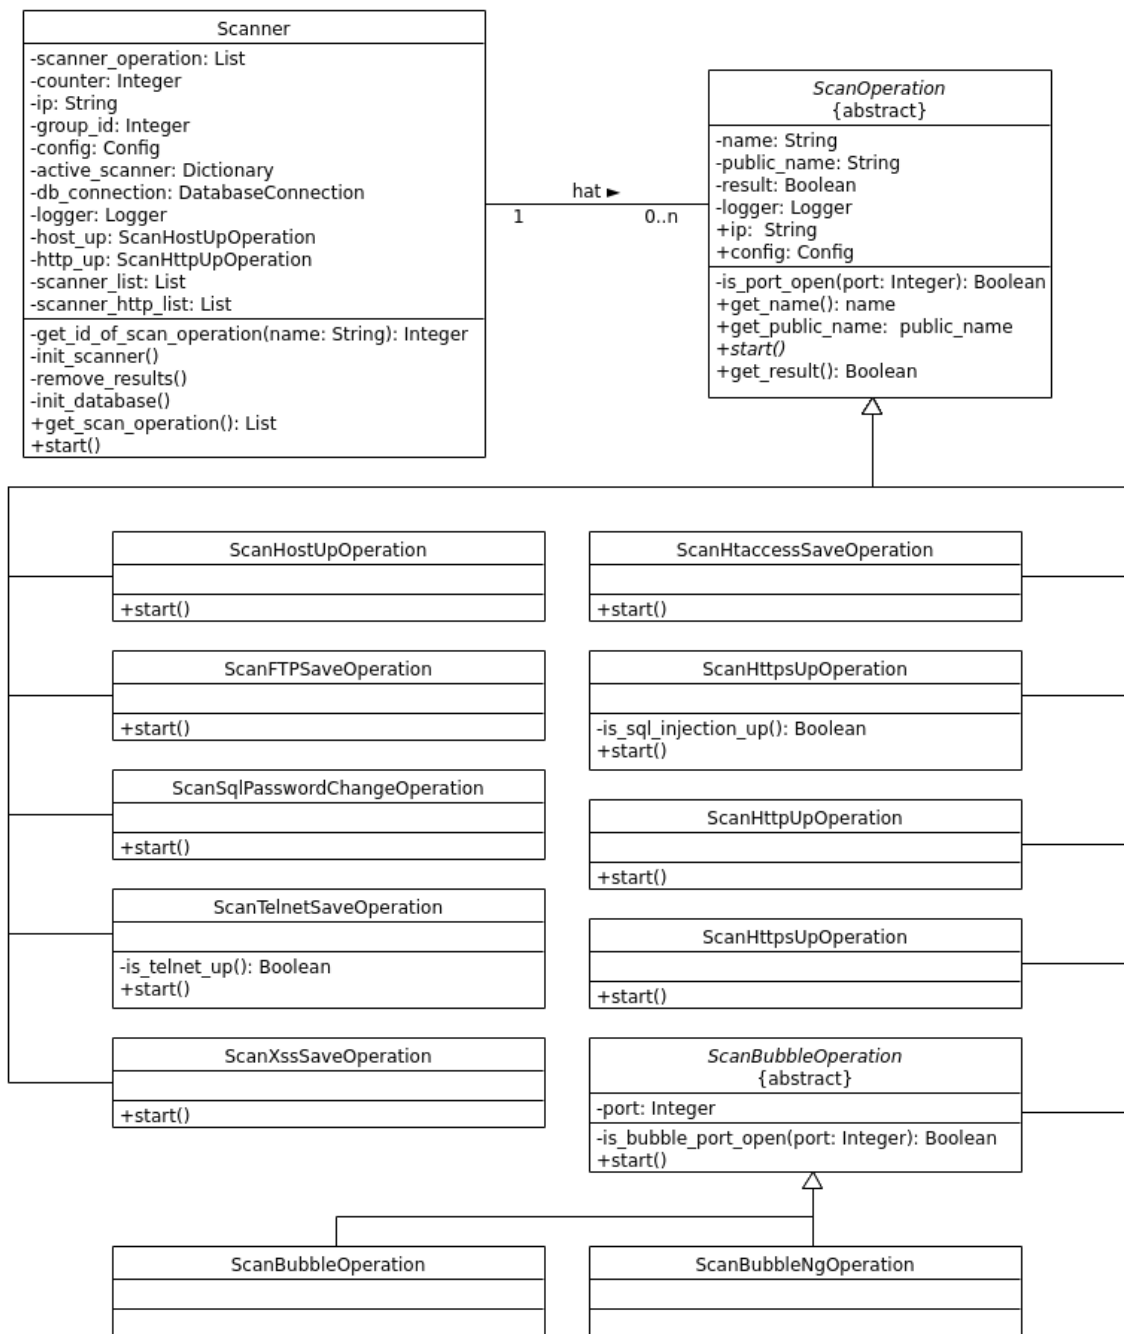 Scanner
-scanner_operation: List
-counter: Integer
-ip: String
-group_id: Integer
-config: Config
-active_scanner: Dictionary
-db_connection: DatabaseConnection
-logger: Logger
-host_up: ScanHostUpOperation
-http_up: ScanHttpUpOperation
-scanner_list: List
-scanner_http_list: List
-get_id_of_scan_operation(name: String): Integer
-init_scanner()
-remove_results()
-init_database()
+get_scan_operation(): List
+start()
hat ►
1
0..n
ScanOperation
{abstract}
-name: String
-public_name: String
-result: Boolean
-logger: Logger
+ip:  String
+config: Config
-is_port_open(port: Integer): Boolean
+get_name(): name
+get_public_name:  public_name
+start()
+get_result(): Boolean
ScanHostUpOperation
+start()
ScanFTPSaveOperation
+start()
ScanSqlPasswordChangeOperation
+start()
ScanTelnetSaveOperation
-is_telnet_up(): Boolean
+start()
ScanXssSaveOperation
+start()
ScanHtaccessSaveOperation
+start()
ScanHttpsUpOperation
-is_sql_injection_up(): Boolean
+start()
ScanHttpUpOperation
+start()
ScanHttpsUpOperation
+start()
ScanBubbleOperation
{abstract}
-port: Integer
-is_bubble_port_open(port: Integer): Boolean
+start()
ScanBubbleOperation
ScanBubbleNgOperation